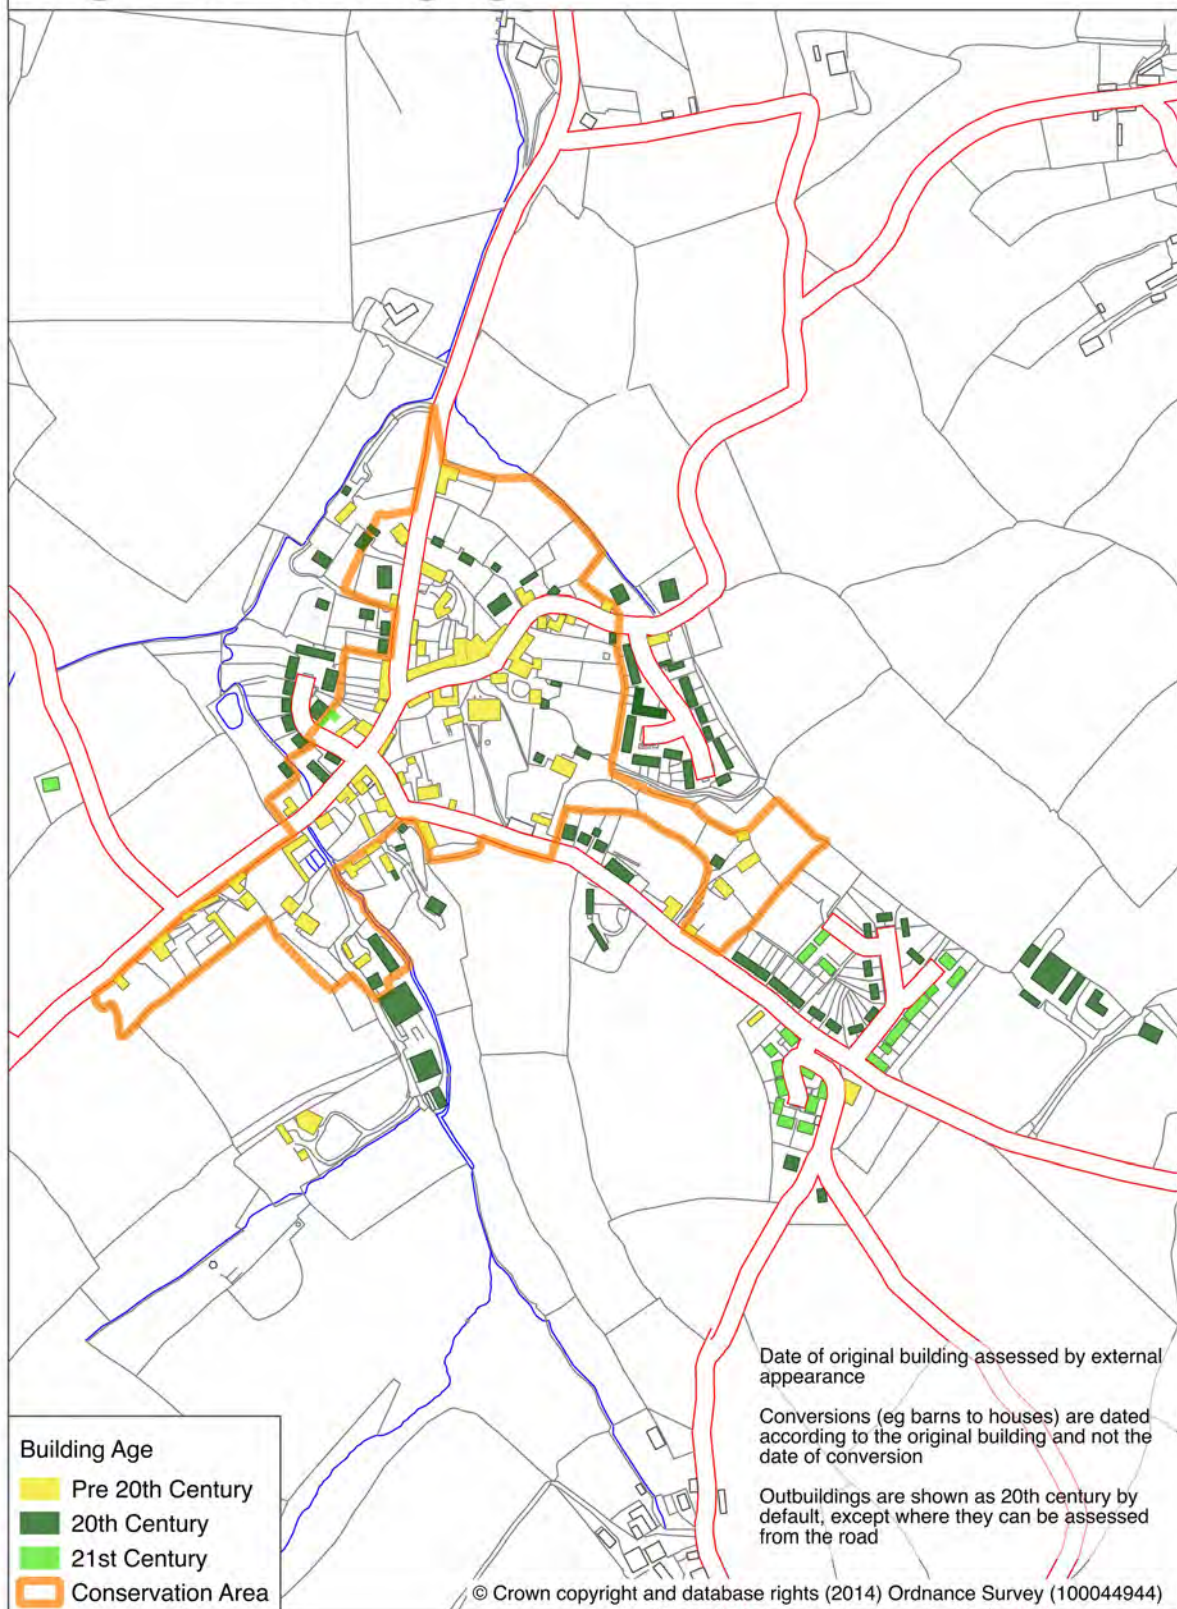 Date of original building assessed by external
appearance
Conversions (eg barns to houses) are dated
according to the original building and not the
date of conversion
Outbuildings are shown as 20th century by
default, except where they can be assessed
from the road
Building Age
Pre 20th Century
20th Century
21st Century
Conservation Area
© Crown copyright and database rights (2014) Ordnance Survey (100044944)